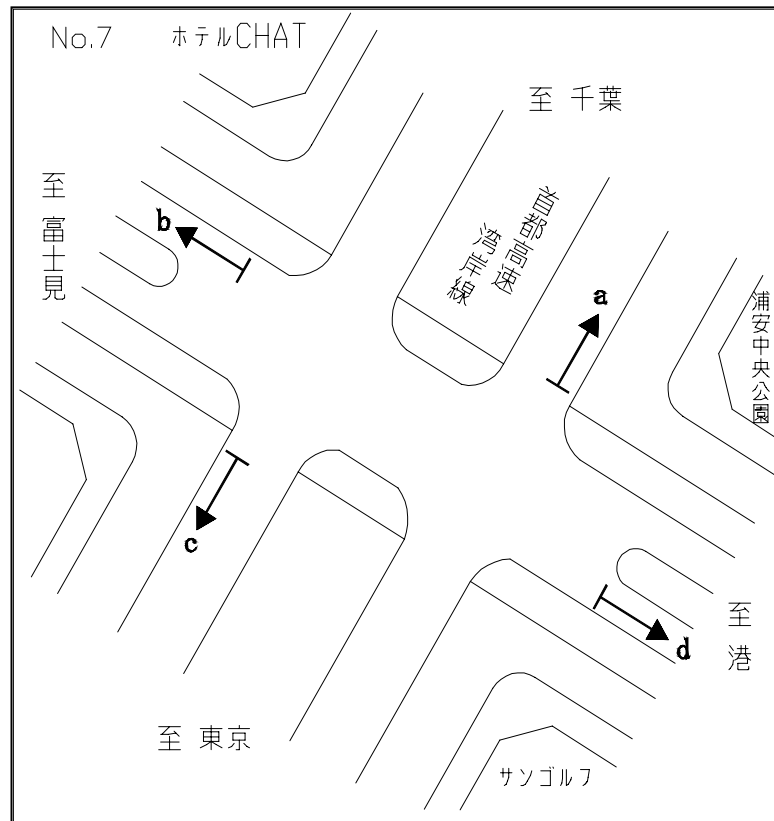 No.7 ホテルCHAT
至 千葉
至 富士見
首都高速
湾岸線
浦安中央公園
a
b
c
d
至 港
至 東京
サンゴルフ